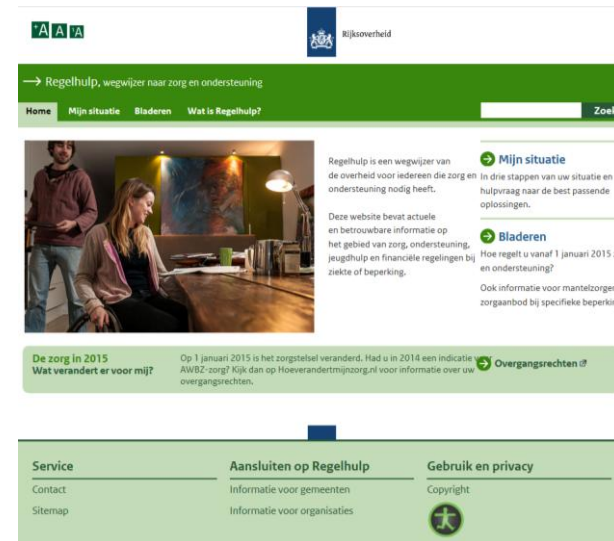 +A A -A
Rijksoverheid
Regelhulp, wegwijzer naar zorg en ondersteuning
Home Mijn situatie Bladeren Wat is Regelhulp?
Regelhulp is een wegwijzer van
de overheid voor iedereen die zorg en
ondersteuning nodig heeft.
Deze website bevat actuele
en betrouwbare informatie op
het gebied van zorg, ondersteuning,
jeugdhulp en financiële regelingen bij
ziekte of beperking.
Mijn situatie
In drie stappen van uw situatie en
hulpvraag naar de best passende
oplossingen.
Bladeren
Hoe regelt u vanaf 1 januari 2015
en ondersteuning?
Ook informatie voor
zorgaanbod bij specifieke
De zorg in 2015
Wat verandert er voor mij?
Op 1 januari 2015 is het zorgstelsel veranderd. Had u in 2014 een indicatie
AWBZ-zorg? Kijk dan op Hoeverandertmijnzorg.nl voor informatie over uw
overgangsrechten.
Overgangsrechten
Service
Contact
Sitemap
Aansluiten op Regelhulp
Informatie voor gemeenten
Informatie voor organisaties
Gebruik en privacy
Copyright